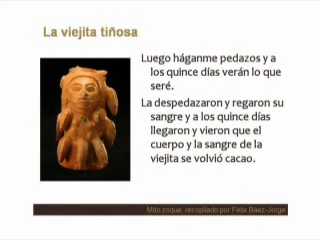 La viejita tiñosa
Luego háganme pedazos y a
los quince días verán lo que
seré.
La despedazaron y regaron su
sangre y a los quince días
llegaron y vieron que el
cuerpo y la sangre de la
viejita se volvió cacao.
Mito zoque recopilado por Félix Báez-Jorge